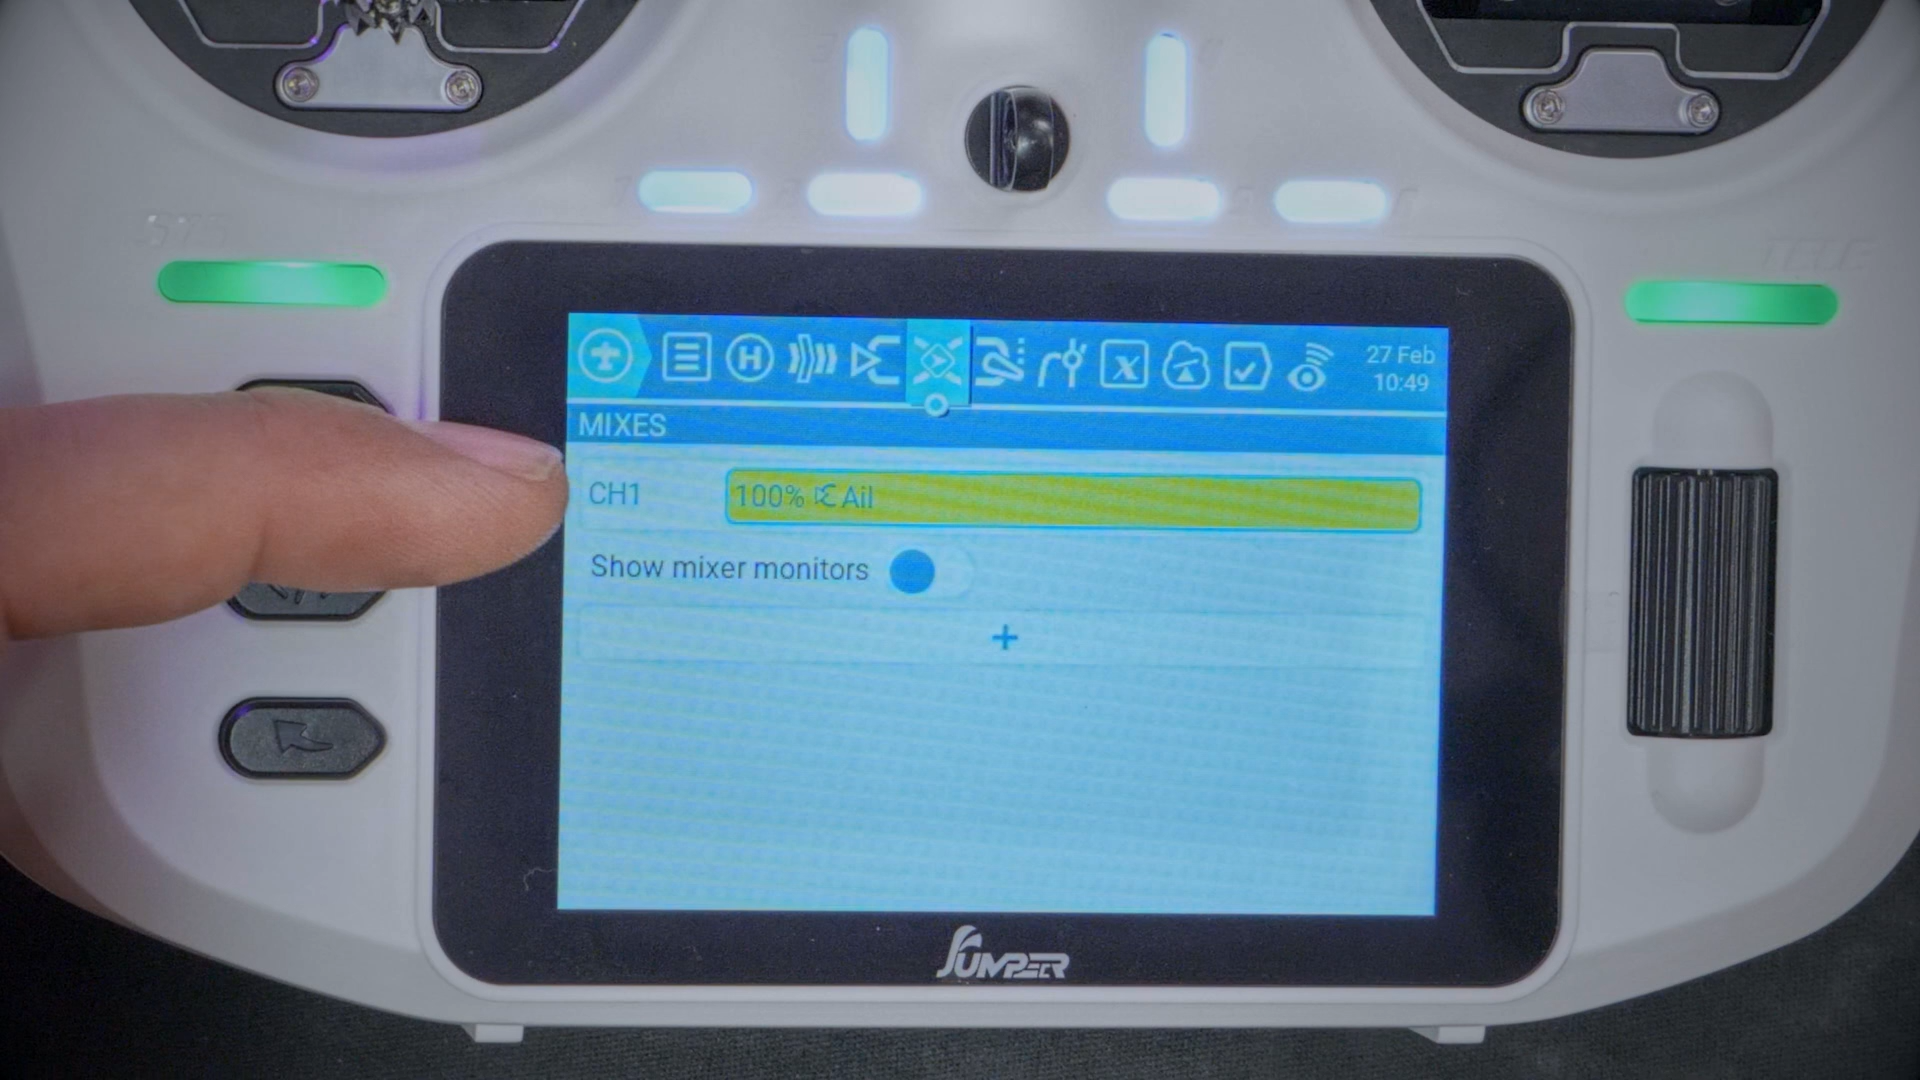 27 Feb
10:49
MIXES
CH1
100% Ail
Show mixer monitors
+
JUMPER